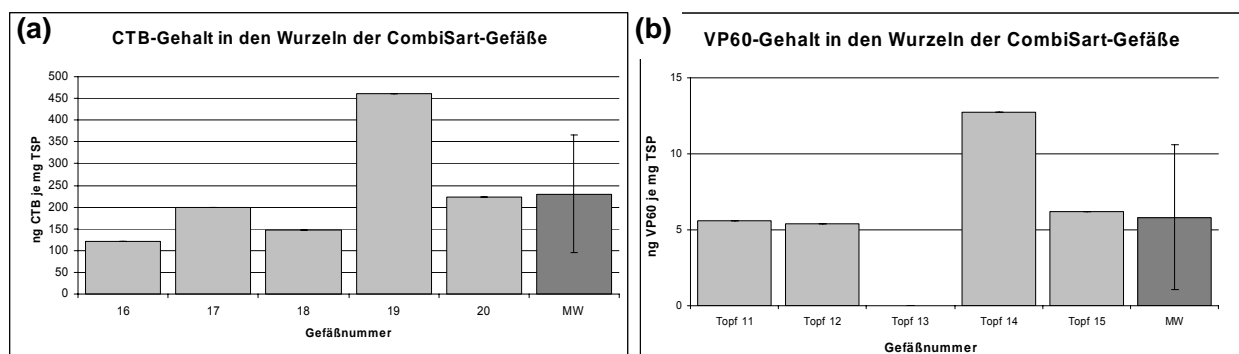 (a)
CTB-Gehalt in den Wurzeln der CombiSart-Gefäße
ng CTB je mg TSP
500
450
400
350
300
250
200
150
100
50
0
16 17 18 19 20 MW
Gefäßnummer
(b)
VP60-Gehalt in den Wurzeln der CombiSart-Gefäße
ng VP60 je mg TSP
15
10
5
0
Topf 11 Topf 12 Topf 13 Topf 14 Topf 15 MW
Gefäßnummer